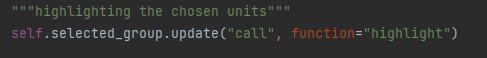 """highlighting the chosen units"""
self.selected_group.update("call", function="highlight")